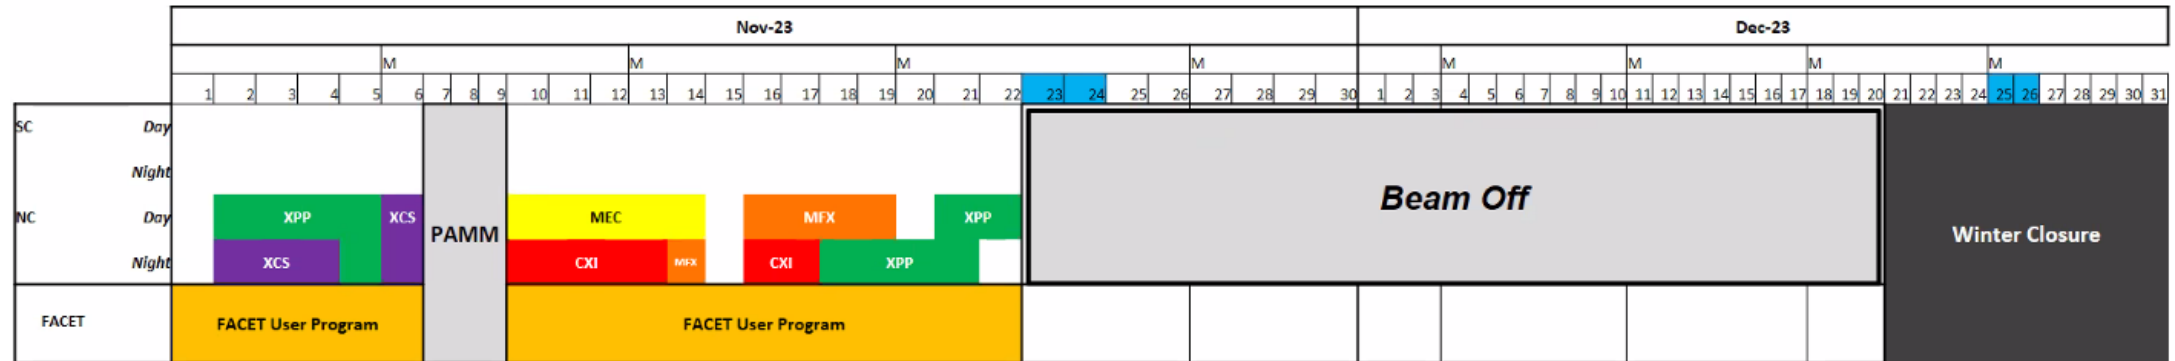 Nov-23 Dec-23
M M M M M M M M
1 2 3 4 5 6 7 8 9 10 11 12 13 14 15 16 17 18 19 20 21 22 23 24 25 26 27 28 29 30 1 2 3 4 5 6 7 8 9 10 11 12 13 14 15 16 17 18 19 20 21 22 23 24 25 26 27 28 29 30 31
SC Day
Night
NC Day XPP XCS MEC MFX XPP
PAMM Beam Off Winter Closure
Night XCS CXI MFX CXI XPP
FACET FACET User Program FACET User Program